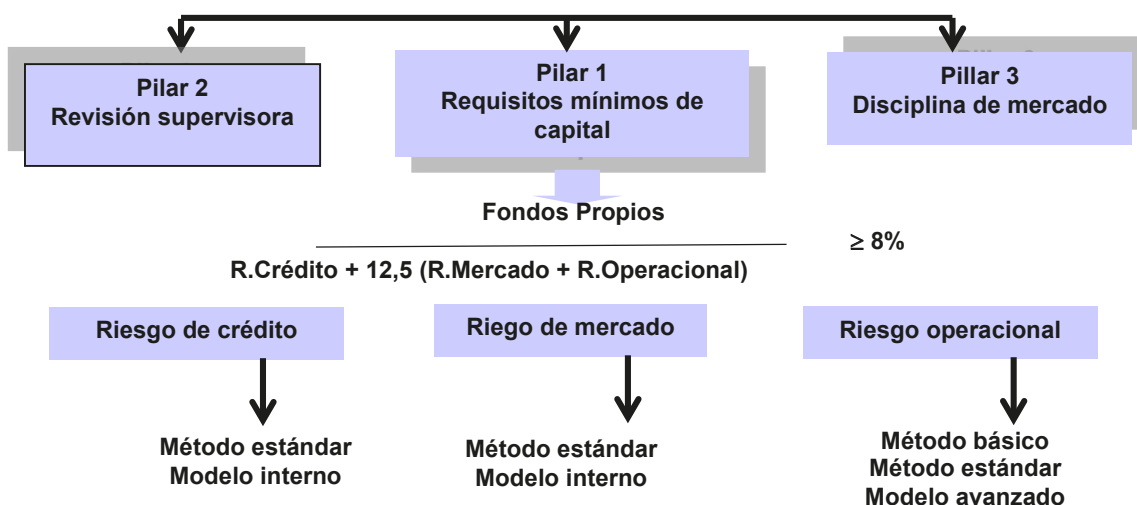 Pilar 2
Revisión supervisora
Pilar 1
Requisitos mínimos de
capital
Pillar 3
Disciplina de mercado
Fondos Propios
≥ 8%
R.Crédito + 12,5 (R.Mercado + R.Operacional)
Riesgo de crédito
Riego de mercado
Riesgo operacional
Método estándar
Modelo interno
Método estándar
Modelo interno
Método básico
Método estándar
Modelo avanzado